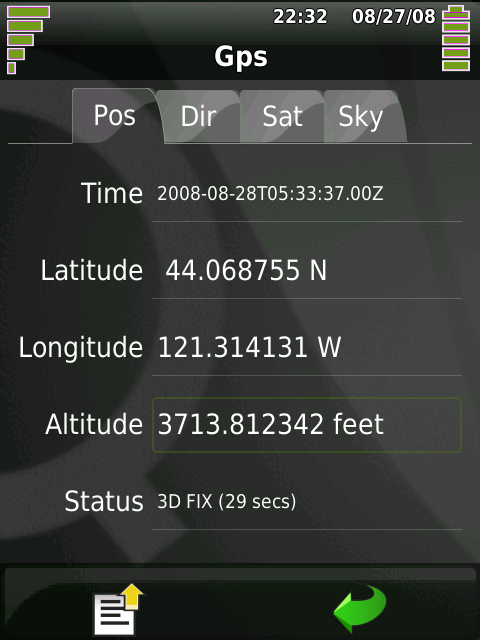 22:32 08/27/08
Gps
Pos Dir Sat Sky
Time 2008-08-28T05:33:37.00Z
Latitude 44.068755 N
Longitude 121.314131 W
Altitude 3713.812342 feet
Status 3D FIX (29 secs)